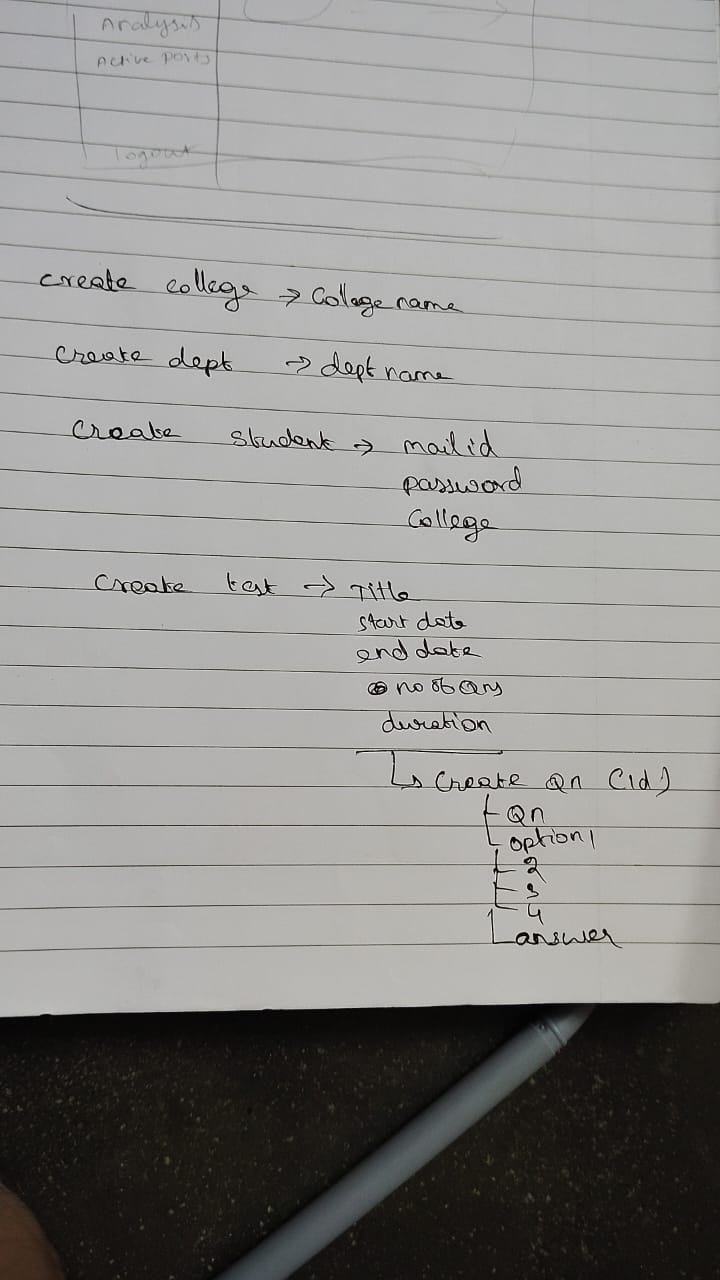 Analysis
Active posts
logout
create college → Collage name
Create dept → dept name
Create student → mail id
password
College
Create test → Title
start date
end date
no of Qns
duration
↳ Create Qn (id)
Qn
option 1
2
3
4
answer